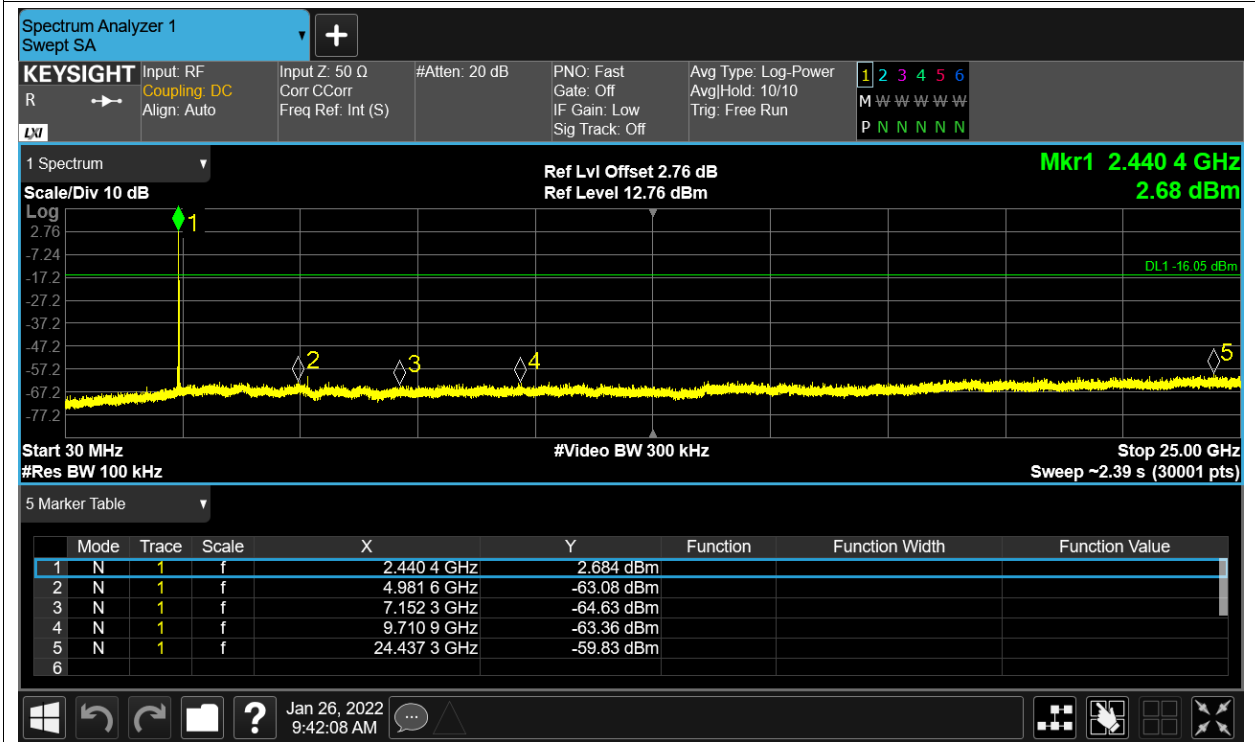 Spectrum Analyzer 1
Swept SA
+
KEYSIGHT Input: RF Input Z: 50 Ω #Atten: 20 dB PNO: Fast Avg Type: Log-Power 1 2 3 4 5 6
R Coupling: DC Corr CCorr Gate: Off Avg|Hold: 10/10 M W W W W W
Align: Auto Freq Ref: Int (S) IF Gain: Low Trig: Free Run
LXI Sig Track: Off P N N N N N
1 Spectrum Ref Lvl Offset 2.76 dB Mkr1 2.440 4 GHz
Scale/Div 10 dB Ref Level 12.76 dBm 2.68 dBm
Log
1
2.76
-7.24
DL1 -16.05 dBm
-17.2
-27.2
-37.2
-47.2
2 3 4 5
-57.2
-67.2
-77.2
Start 30 MHz #Video BW 300 kHz Stop 25.00 GHz
#Res BW 100 kHz Sweep ~2.39 s (30001 pts)
5 Marker Table
Mode Trace Scale X Y Function Function Width Function Value
1 N 1 f 2.440 4 GHz 2.684 dBm
2 N 1 f 4.981 6 GHz -63.08 dBm
3 N 1 f 7.152 3 GHz -64.63 dBm
4 N 1 f 9.710 9 GHz -63.36 dBm
5 N 1 f 24.437 3 GHz -59.83 dBm
6
? Jan 26, 2022
9:42:08 AM